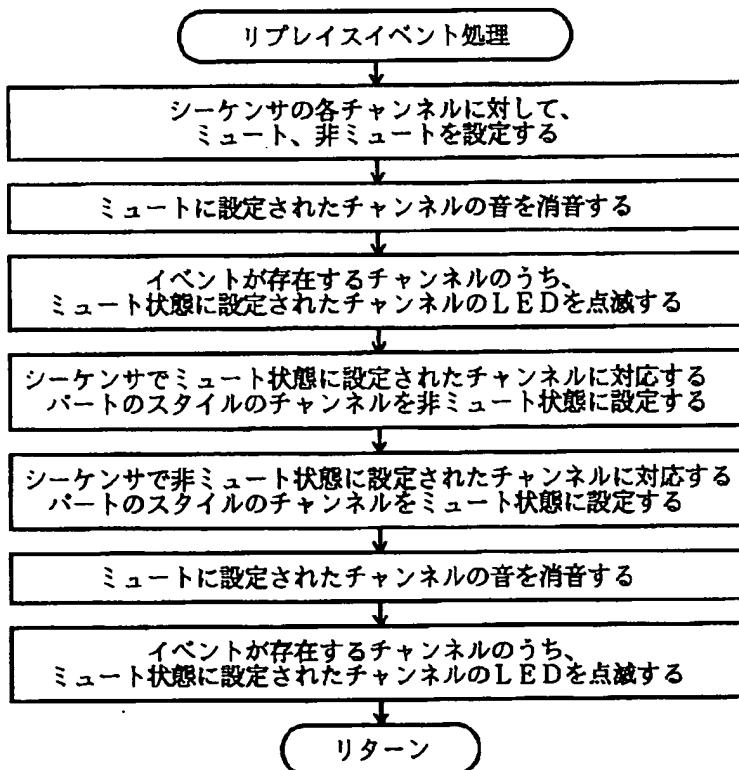 リプレイスイベント処理
シーケンサの各チャンネルに対して、
ミュート、非ミュートを設定する
ミュートに設定されたチャンネルの音を消音する
イベントが存在するチャンネルのうち、
ミュート状態に設定されたチャンネルのLEDを点滅する
シーケンサでミュート状態に設定されたチャンネルに対応する
パートのスタイルのチャンネルを非ミュート状態に設定する
シーケンサで非ミュート状態に設定されたチャンネルに対応する
パートのスタイルのチャンネルをミュート状態に設定する
ミュートに設定されたチャンネルの音を消音する
イベントが存在するチャンネルのうち、
ミュート状態に設定されたチャンネルのLEDを点滅する
リターン